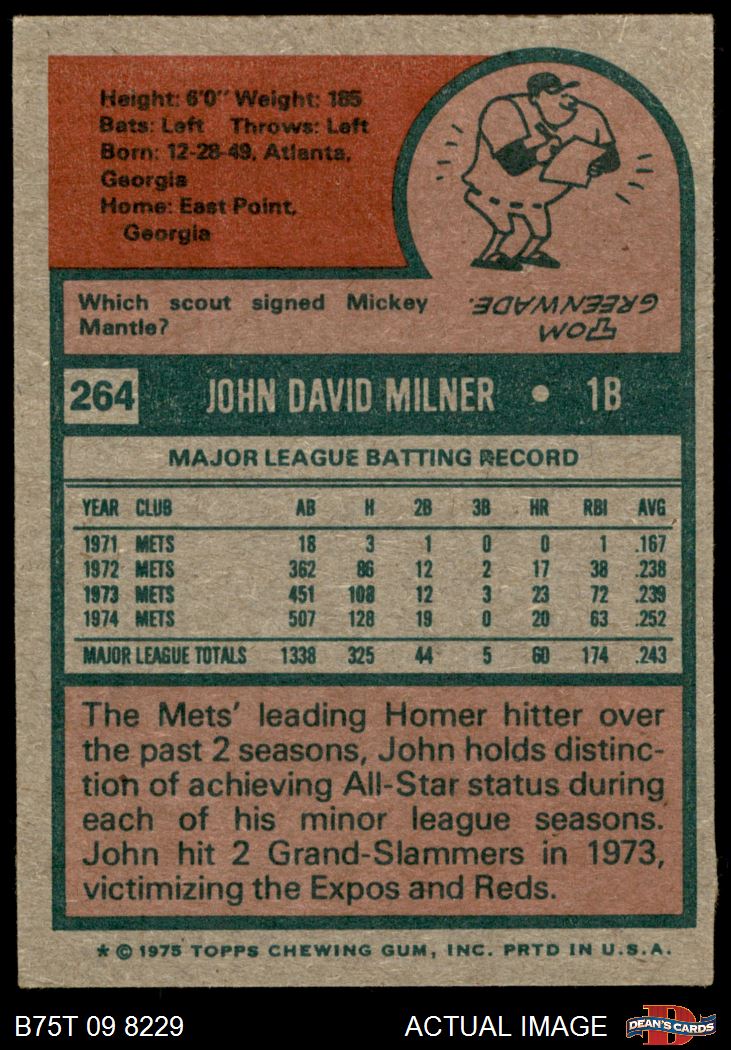 Height: 6'0" Weight: 185
Bats: Left Throws: Left
Born: 12-28-49, Atlanta,
Georgia
Home: East Point,
Georgia
Which scout signed Mickey
Mantle?
TOM
GREENWADE.
264 JOHN DAVID MILNER • 1B
MAJOR LEAGUE BATTING RECORD
YEAR CLUB AB H 2B 3B HR RBI AVG
1971 METS 18 3 1 0 0 1 .167
1972 METS 362 86 12 2 17 38 .238
1973 METS 451 108 12 3 23 72 .239
1974 METS 507 128 19 0 20 63 .252
MAJOR LEAGUE TOTALS 1338 325 44 5 60 174 .243
The Mets' leading Homer hitter over
the past 2 seasons, John holds distinc-
tion of achieving All-Star status during
each of his minor league seasons.
John hit 2 Grand-Slammers in 1973,
victimizing the Expos and Reds.
* © 1975 TOPPS CHEWING GUM, INC. PRTD IN U.S.A.
B75T 09 8229 ACTUAL IMAGE D DEAN'S CARDS